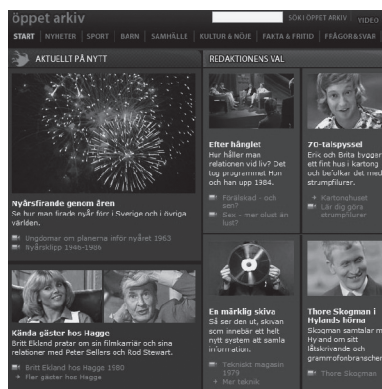 öppet arkiv
SÖK I ÖPPET ARKIV
VIDEO
START NYHETER SPORT BARN SAMHÄLLE KULTUR & NÖJE FAKTA & FRITID FRÅGOR&SVAR
AKTUELLT PÅ NYTT
Nyårsfirande genom åren
Se hur man firade nyår förr i Sverige och i övriga
världen.
Ungdomar om planerna inför nyåret 1963
Nyårsklipp 1946-1986
Kända gäster hos Hagge
Britt Ekland pratar om sin filmkarriär och sina
relationer med Peter Sellers och Rod Stewart.
Britt Ekland hos Hagge 1980
Fler gäster hos Hagge
REDAKTIONENS VAL
Efter hånglet
Hur håller man
relationen vid liv? Det
tog programmet Hon
och han upp 1984.
Förälskad - och
sen?
Sex - mer plust än
lust?
70-talspyssel
Erik och Brita bygger
ett fint hus i kartong
och befolkar det med
strumpfilurer.
Kartonghuset
Lär dig göra
strumpfilurer
En märklig skiva
Så ser den ut, skivan
som innebär ett helt
nytt system att samla
information.
Tekniskt magasin
1979
Mer teknik
Thore Skogman i
Hylands hörna
Skogman samtalar m
Hyland om sitt
låtskrivande och
grammofonbranschen
Thore Skogman